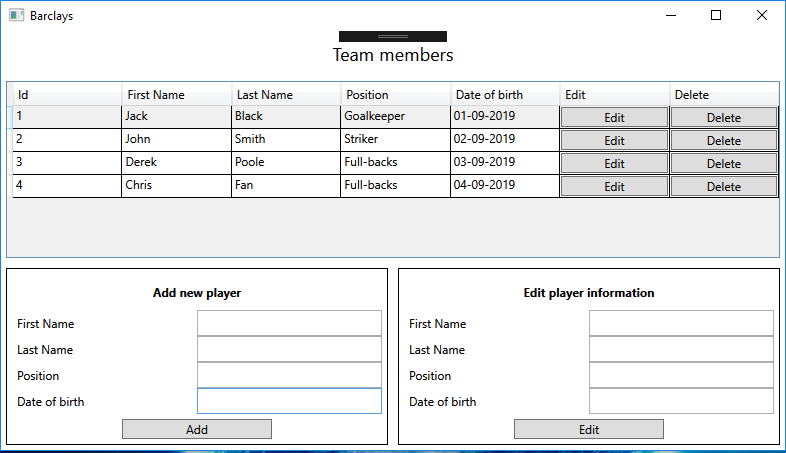 Barclays
Team members
Id First Name Last Name Position Date of birth Edit Delete
1 Jack Black Goalkeeper 01-09-2019 Edit Delete
2 John Smith Striker 02-09-2019 Edit Delete
3 Derek Poole Full-backs 03-09-2019 Edit Delete
4 Chris Fan Full-backs 04-09-2019 Edit Delete
Add new player
First Name
Last Name
Position
Date of birth
Add
Edit player information
First Name
Last Name
Position
Date of birth
Edit